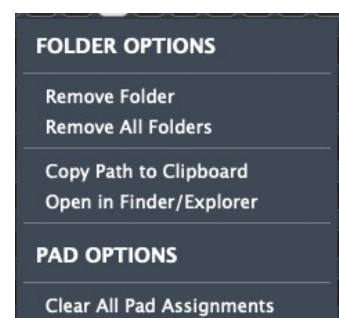 FOLDER OPTIONS
Remove Folder
Remove All Folders
Copy Path to Clipboard
Open in Finder/Explorer
PAD OPTIONS
Clear All Pad Assignments